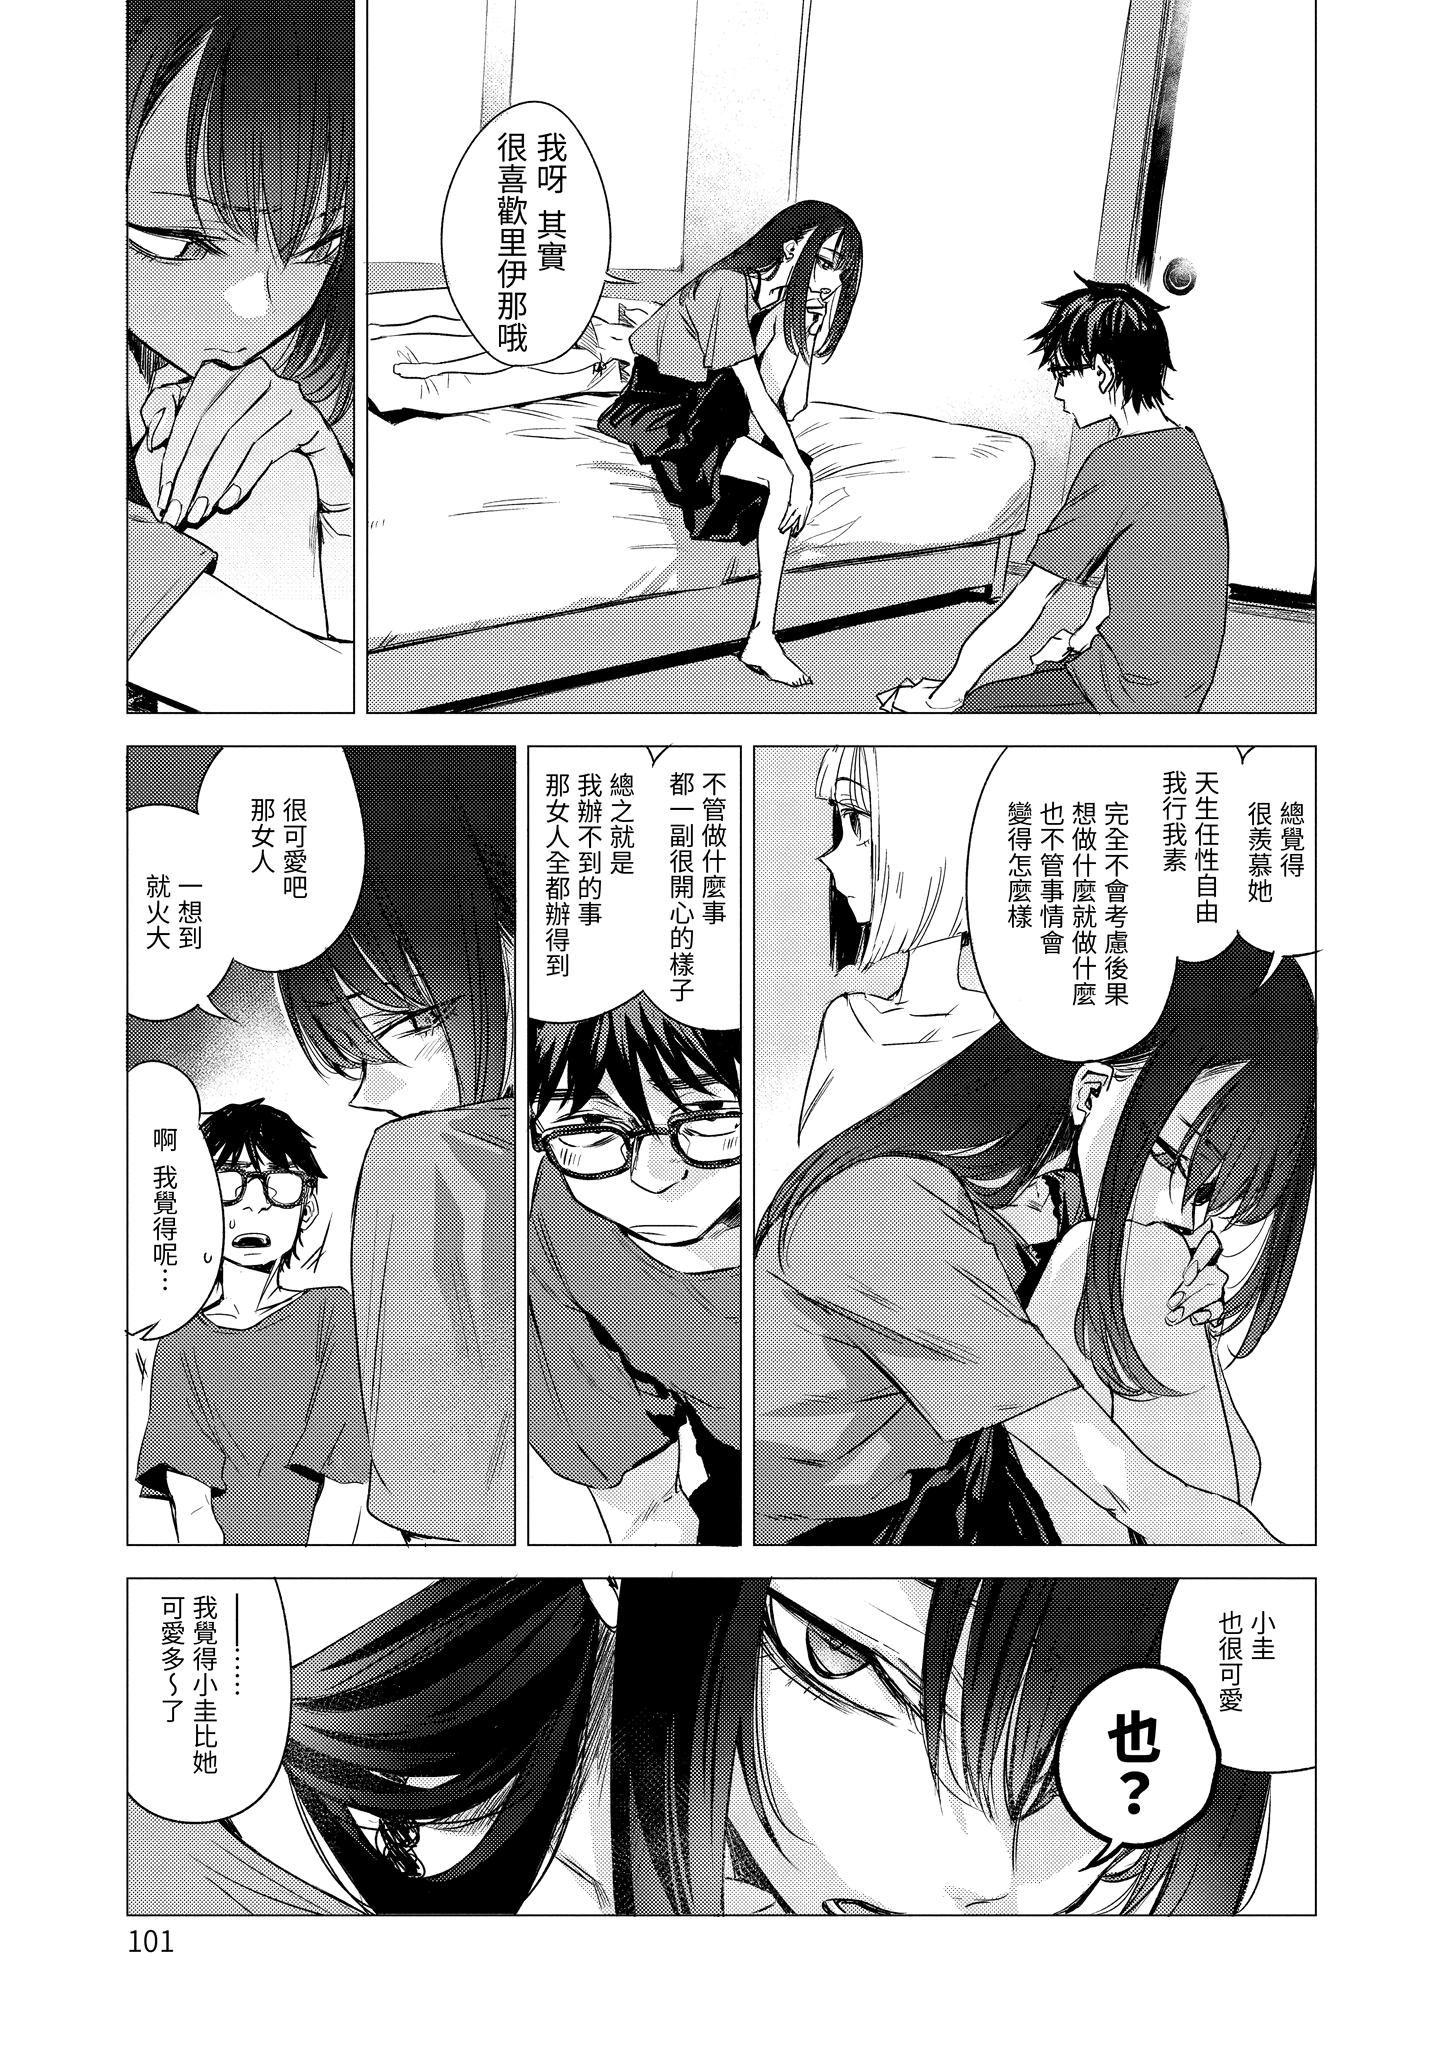 我呀 其實
很喜歡里伊那哦
總覺得
很羨慕她
天生任性自由
我行我素
完全不會考慮後果
想做什麼就做什麼
也不管事情會
變得怎麼樣
不管做什麼事
都一副很開心的樣子
總之就是
我辦不到的事
那女人全都辦得到
很可愛吧
那女人
一想到
就火大
啊 我覺得呢…
小圭
也很可愛
也？
——……
我覺得小圭比她
可愛多～了
101